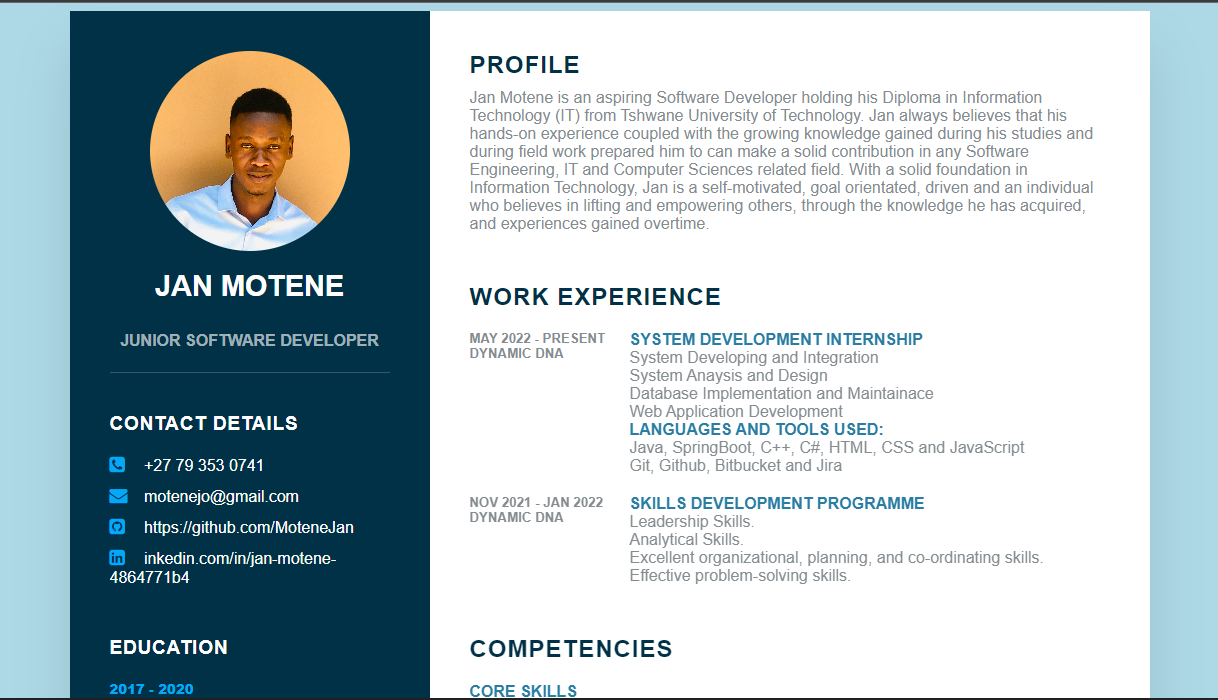 JAN MOTENE
JUNIOR SOFTWARE DEVELOPER
CONTACT DETAILS
+27 79 353 0741
motenejo@gmail.com
https://github.com/MoteneJan
inkedin.com/in/jan-motene-
4864771b4
EDUCATION
2017 - 2020
PROFILE
Jan Motene is an aspiring Software Developer holding his Diploma in Information
Technology (IT) from Tshwane University of Technology. Jan always believes that his
hands-on experience coupled with the growing knowledge gained during his studies and
during field work prepared him to can make a solid contribution in any Software
Engineering, IT and Computer Sciences related field. With a solid foundation in
Information Technology, Jan is a self-motivated, goal orientated, driven and an individual
who believes in lifting and empowering others, through the knowledge he has acquired,
and experiences gained overtime.
WORK EXPERIENCE
MAY 2022 - PRESENT
DYNAMIC DNA
SYSTEM DEVELOPMENT INTERNSHIP
System Developing and Integration
System Anaysis and Design
Database Implementation and Maintainace
Web Application Development
LANGUAGES AND TOOLS USED:
Java, SpringBoot, C++, C#, HTML, CSS and JavaScript
Git, Github, Bitbucket and Jira
NOV 2021 - JAN 2022
DYNAMIC DNA
SKILLS DEVELOPMENT PROGRAMME
Leadership Skills.
Analytical Skills.
Excellent organizational, planning, and co-ordinating skills.
Effective problem-solving skills.
COMPETENCIES
CORE SKILLS